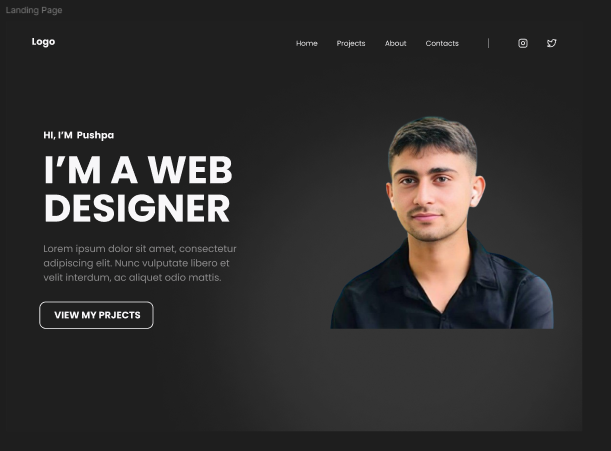 Landing Page
Logo
Home Projects About Contacts
HI, I’M Pushpa
I’M A WEB
DESIGNER
Lorem ipsum dolor sit amet, consectetur
adipiscing elit. Nunc vulputate libero et
velit interdum, ac aliquet odio mattis.
VIEW MY PRJECTS